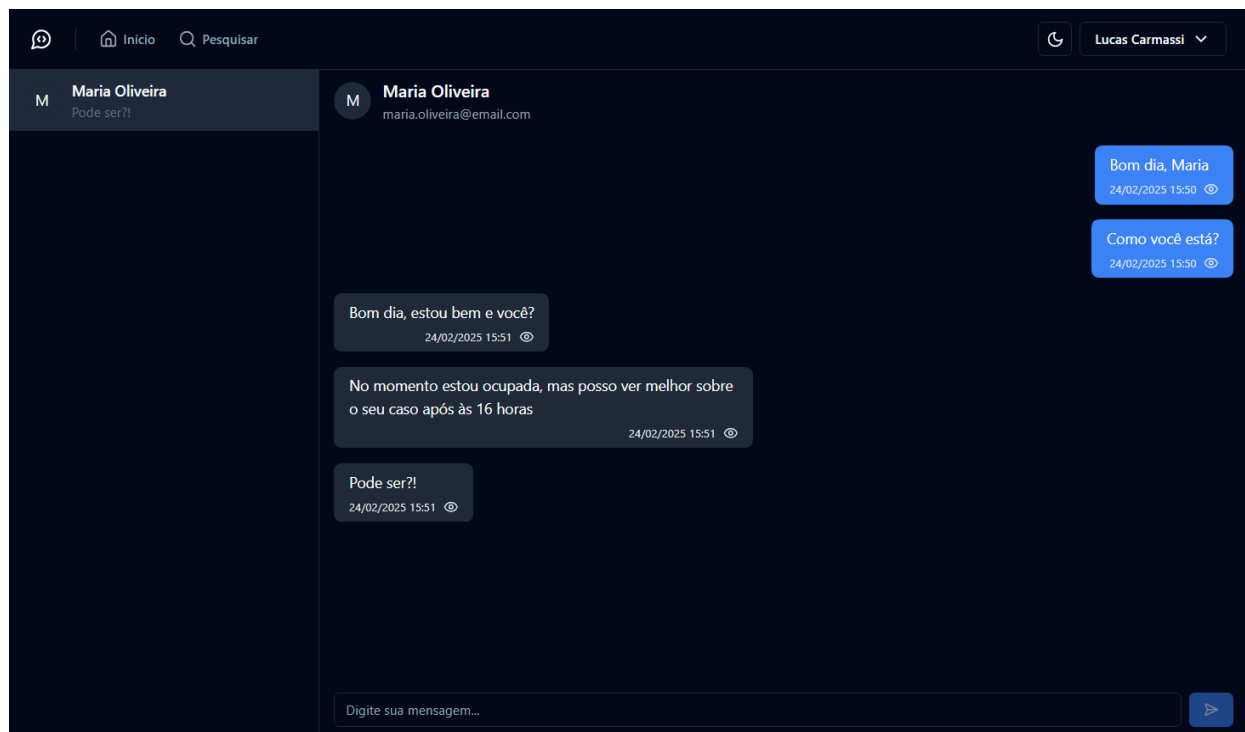 Início
Pesquisar
Lucas Carmassi
M
Maria Oliveira
Pode ser?!
M
Maria Oliveira
maria.oliveira@email.com
Bom dia, Maria
24/02/2025 15:50
Como você está?
24/02/2025 15:50
Bom dia, estou bem e você?
24/02/2025 15:51
No momento estou ocupada, mas posso ver melhor sobre
o seu caso após às 16 horas
24/02/2025 15:51
Pode ser?!
24/02/2025 15:51
Digite sua mensagem...